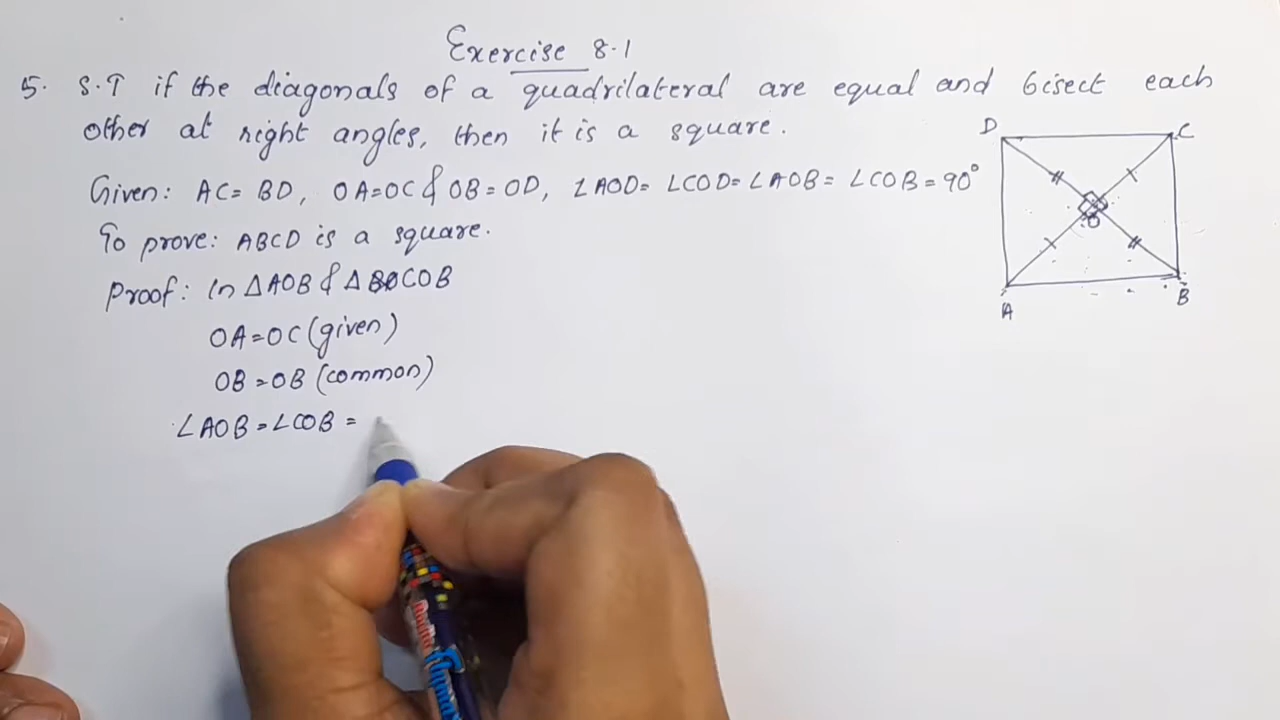 Exercise 8.1
5. S.T if the diagonals of a quadrilateral are equal and bisect each
other at right angles, then it is a square.
Given: AC = BD, OA=OC & OB = OD, ∠AOD = ∠COD = ∠AOB = ∠COB = 90°
To prove: ABCD is a square.
Proof: In ΔAOB & ΔCOB
OA=OC (given)
OB = OB (common)
∠AOB = ∠COB =
D
C
O
A
B